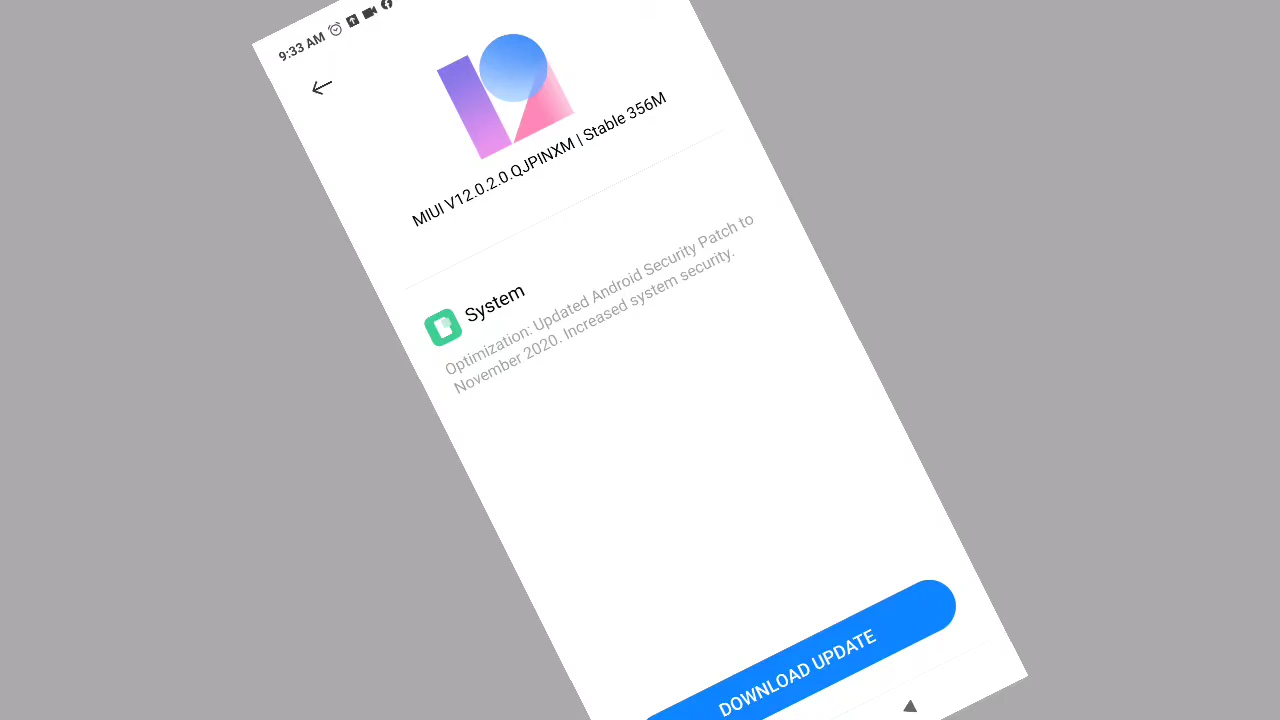 9:33 AM
MIUI V12.0.2.0.QJPINXM | Stable 356M
System
Optimization: Updated Android Security Patch to
November 2020. Increased system security.
DOWNLOAD UPDATE